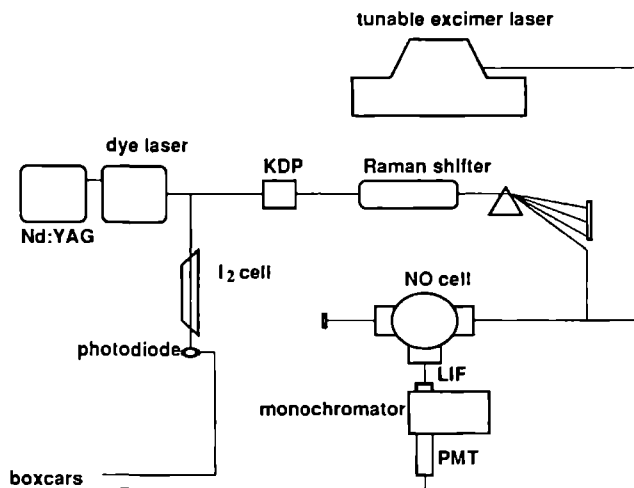 tunable excimer laser
dye laser
KDP
Raman shifter
Nd:YAG
I2 cell
NO cell
photodiode
LIF
monochromator
PMT
boxcars